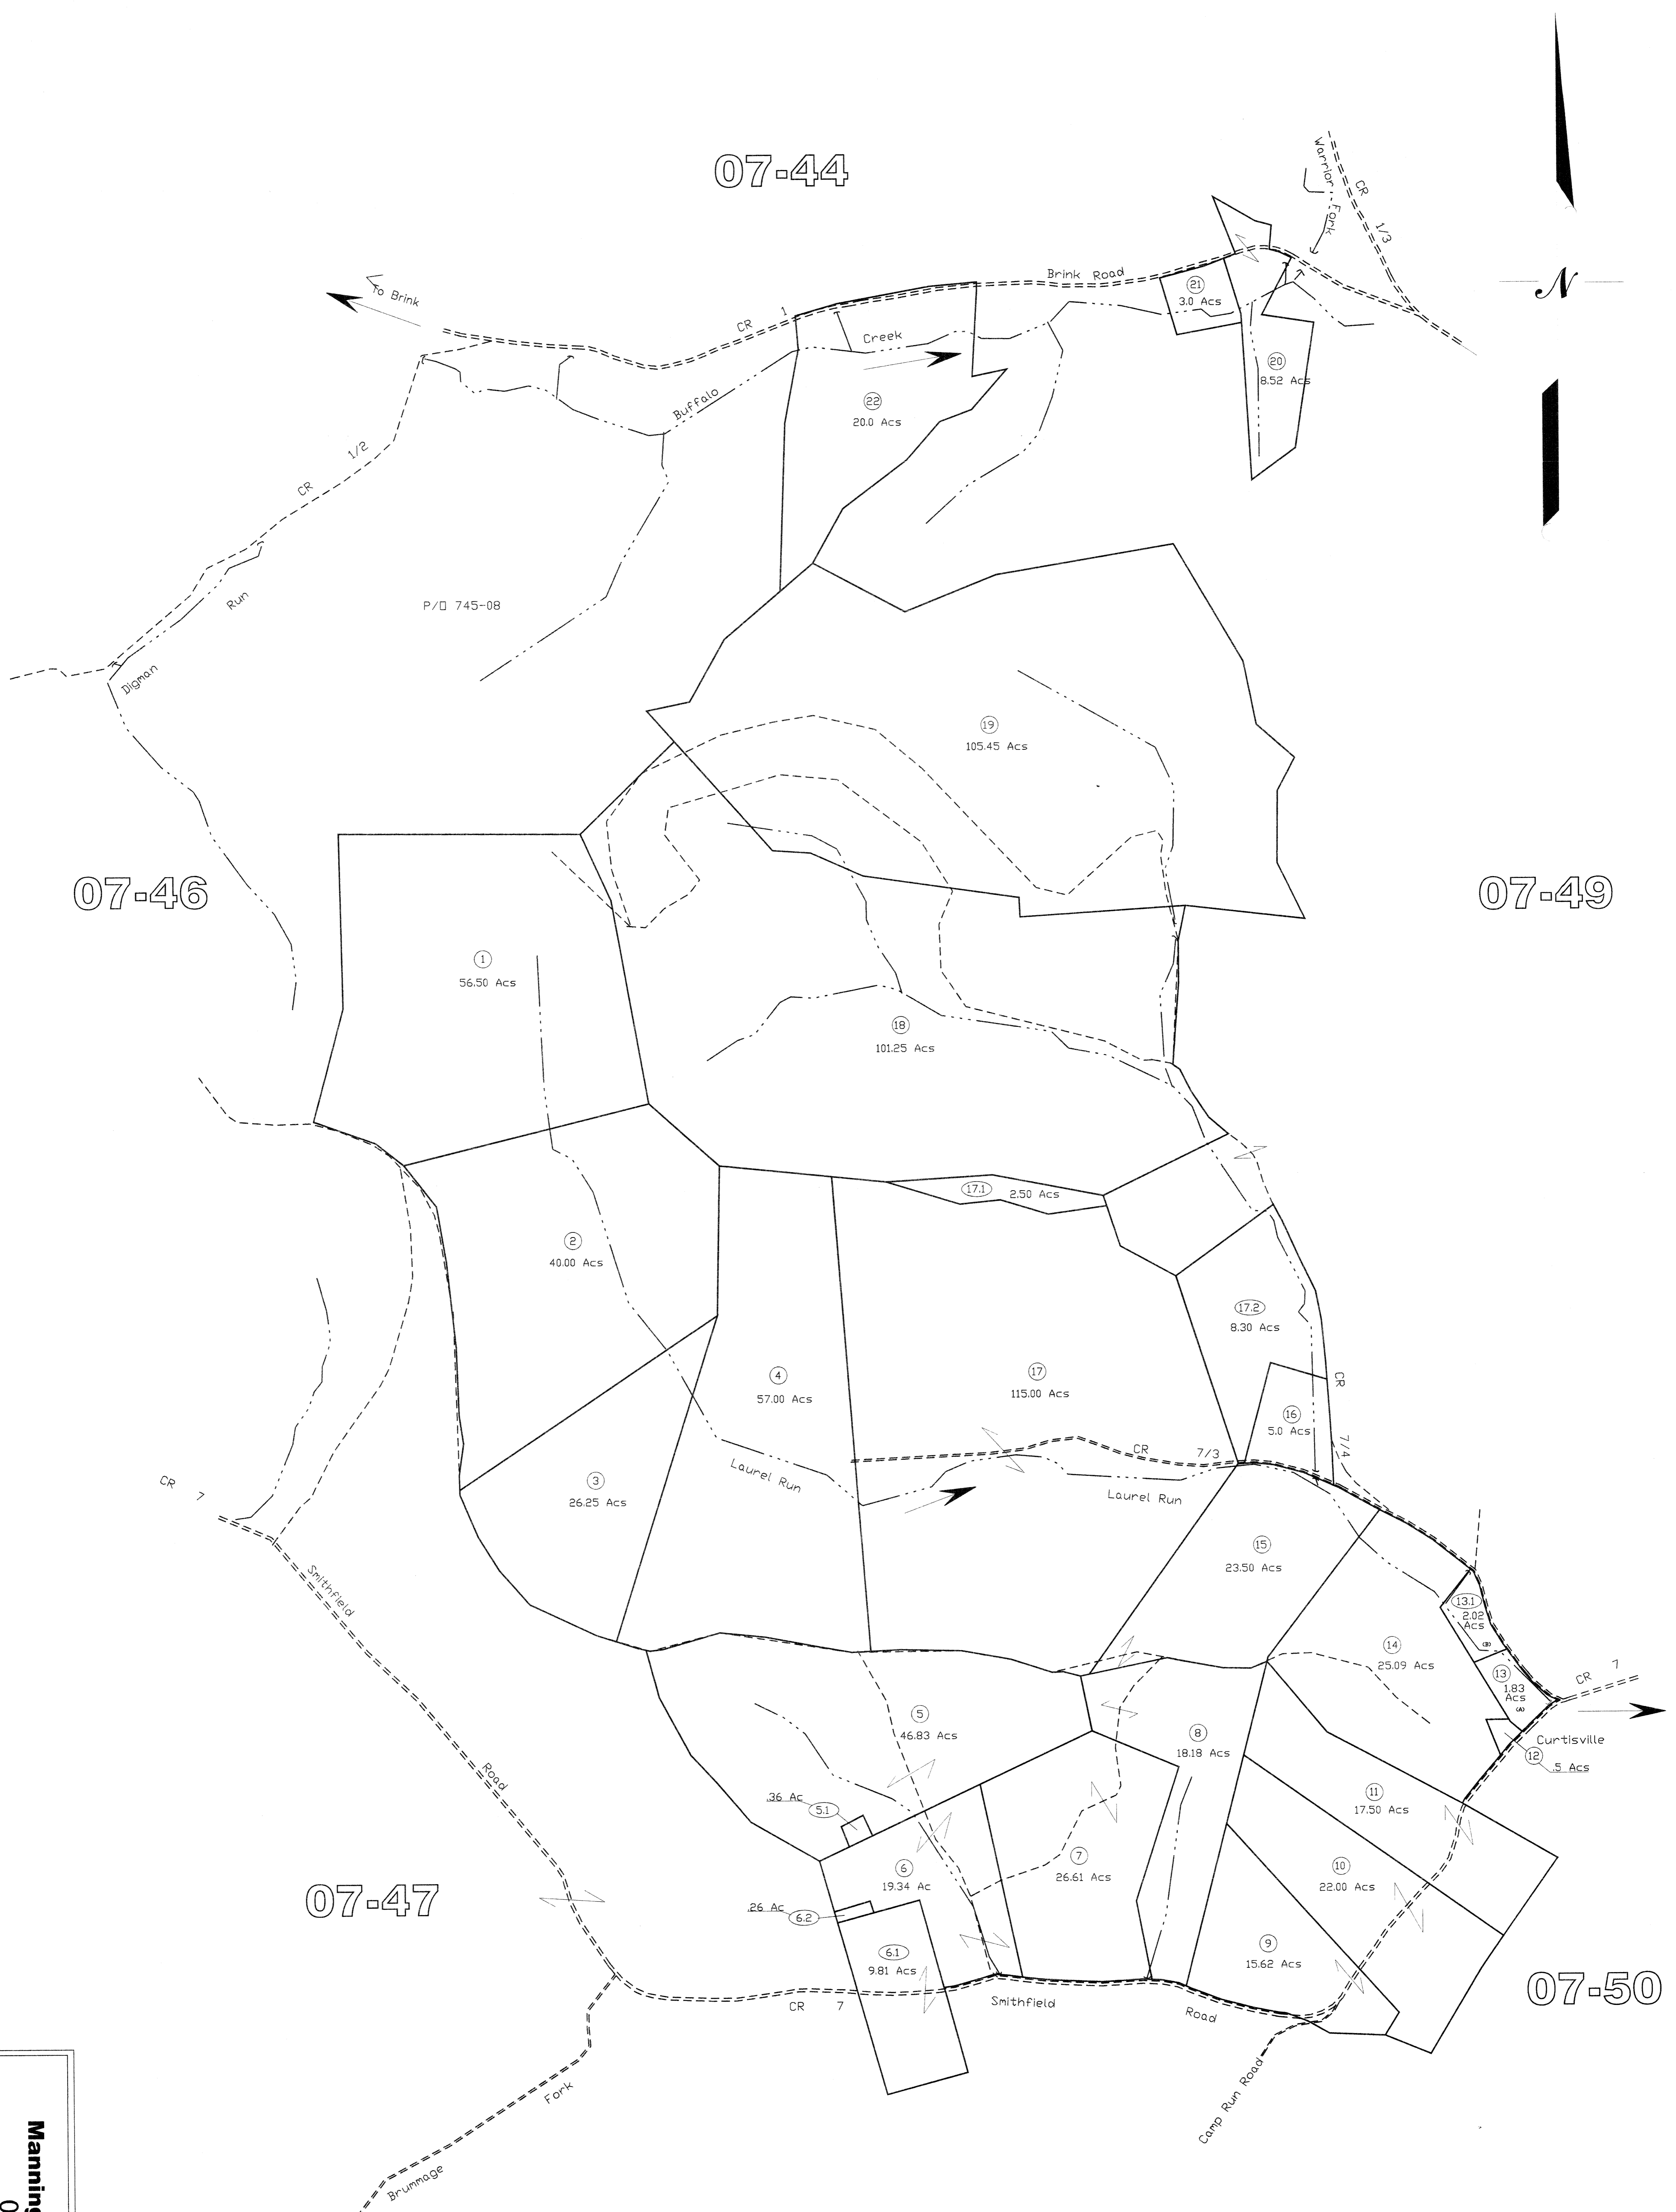 07-44
Warrior Fork
CR 1/3
N
Brink Road
To Brink
CR 1
21
3.0 Acs
Creek
20
8.52 Acs
Buffalo
22
20.0 Acs
CR 1/2
Run
P/O 745-08
Digman
19
105.45 Acs
07-46
07-49
1
56.50 Acs
18
101.25 Acs
17.1
2.50 Acs
2
40.00 Acs
17.2
8.30 Acs
4
57.00 Acs
17
115.00 Acs
CR 7/4
16
5.0 Acs
CR 7/3
3
26.25 Acs
Laurel Run
Laurel Run
CR 7
15
23.50 Acs
Smithfield
13.1
2.02
Acs
(B)
14
25.09 Acs
13
1.83
Acs
(A)
CR 7
5
46.83 Acs
8
18.18 Acs
Curtisville
12
.5 Acs
Road
.36 Ac
5.1
11
17.50 Acs
6
19.34 Ac
7
26.61 Acs
10
22.00 Acs
07-47
.26 Ac
6.2
6.1
9.81 Acs
9
15.62 Acs
07-50
CR 7
Smithfield
Road
Camp Run Road
Fork
Brummage
Manning